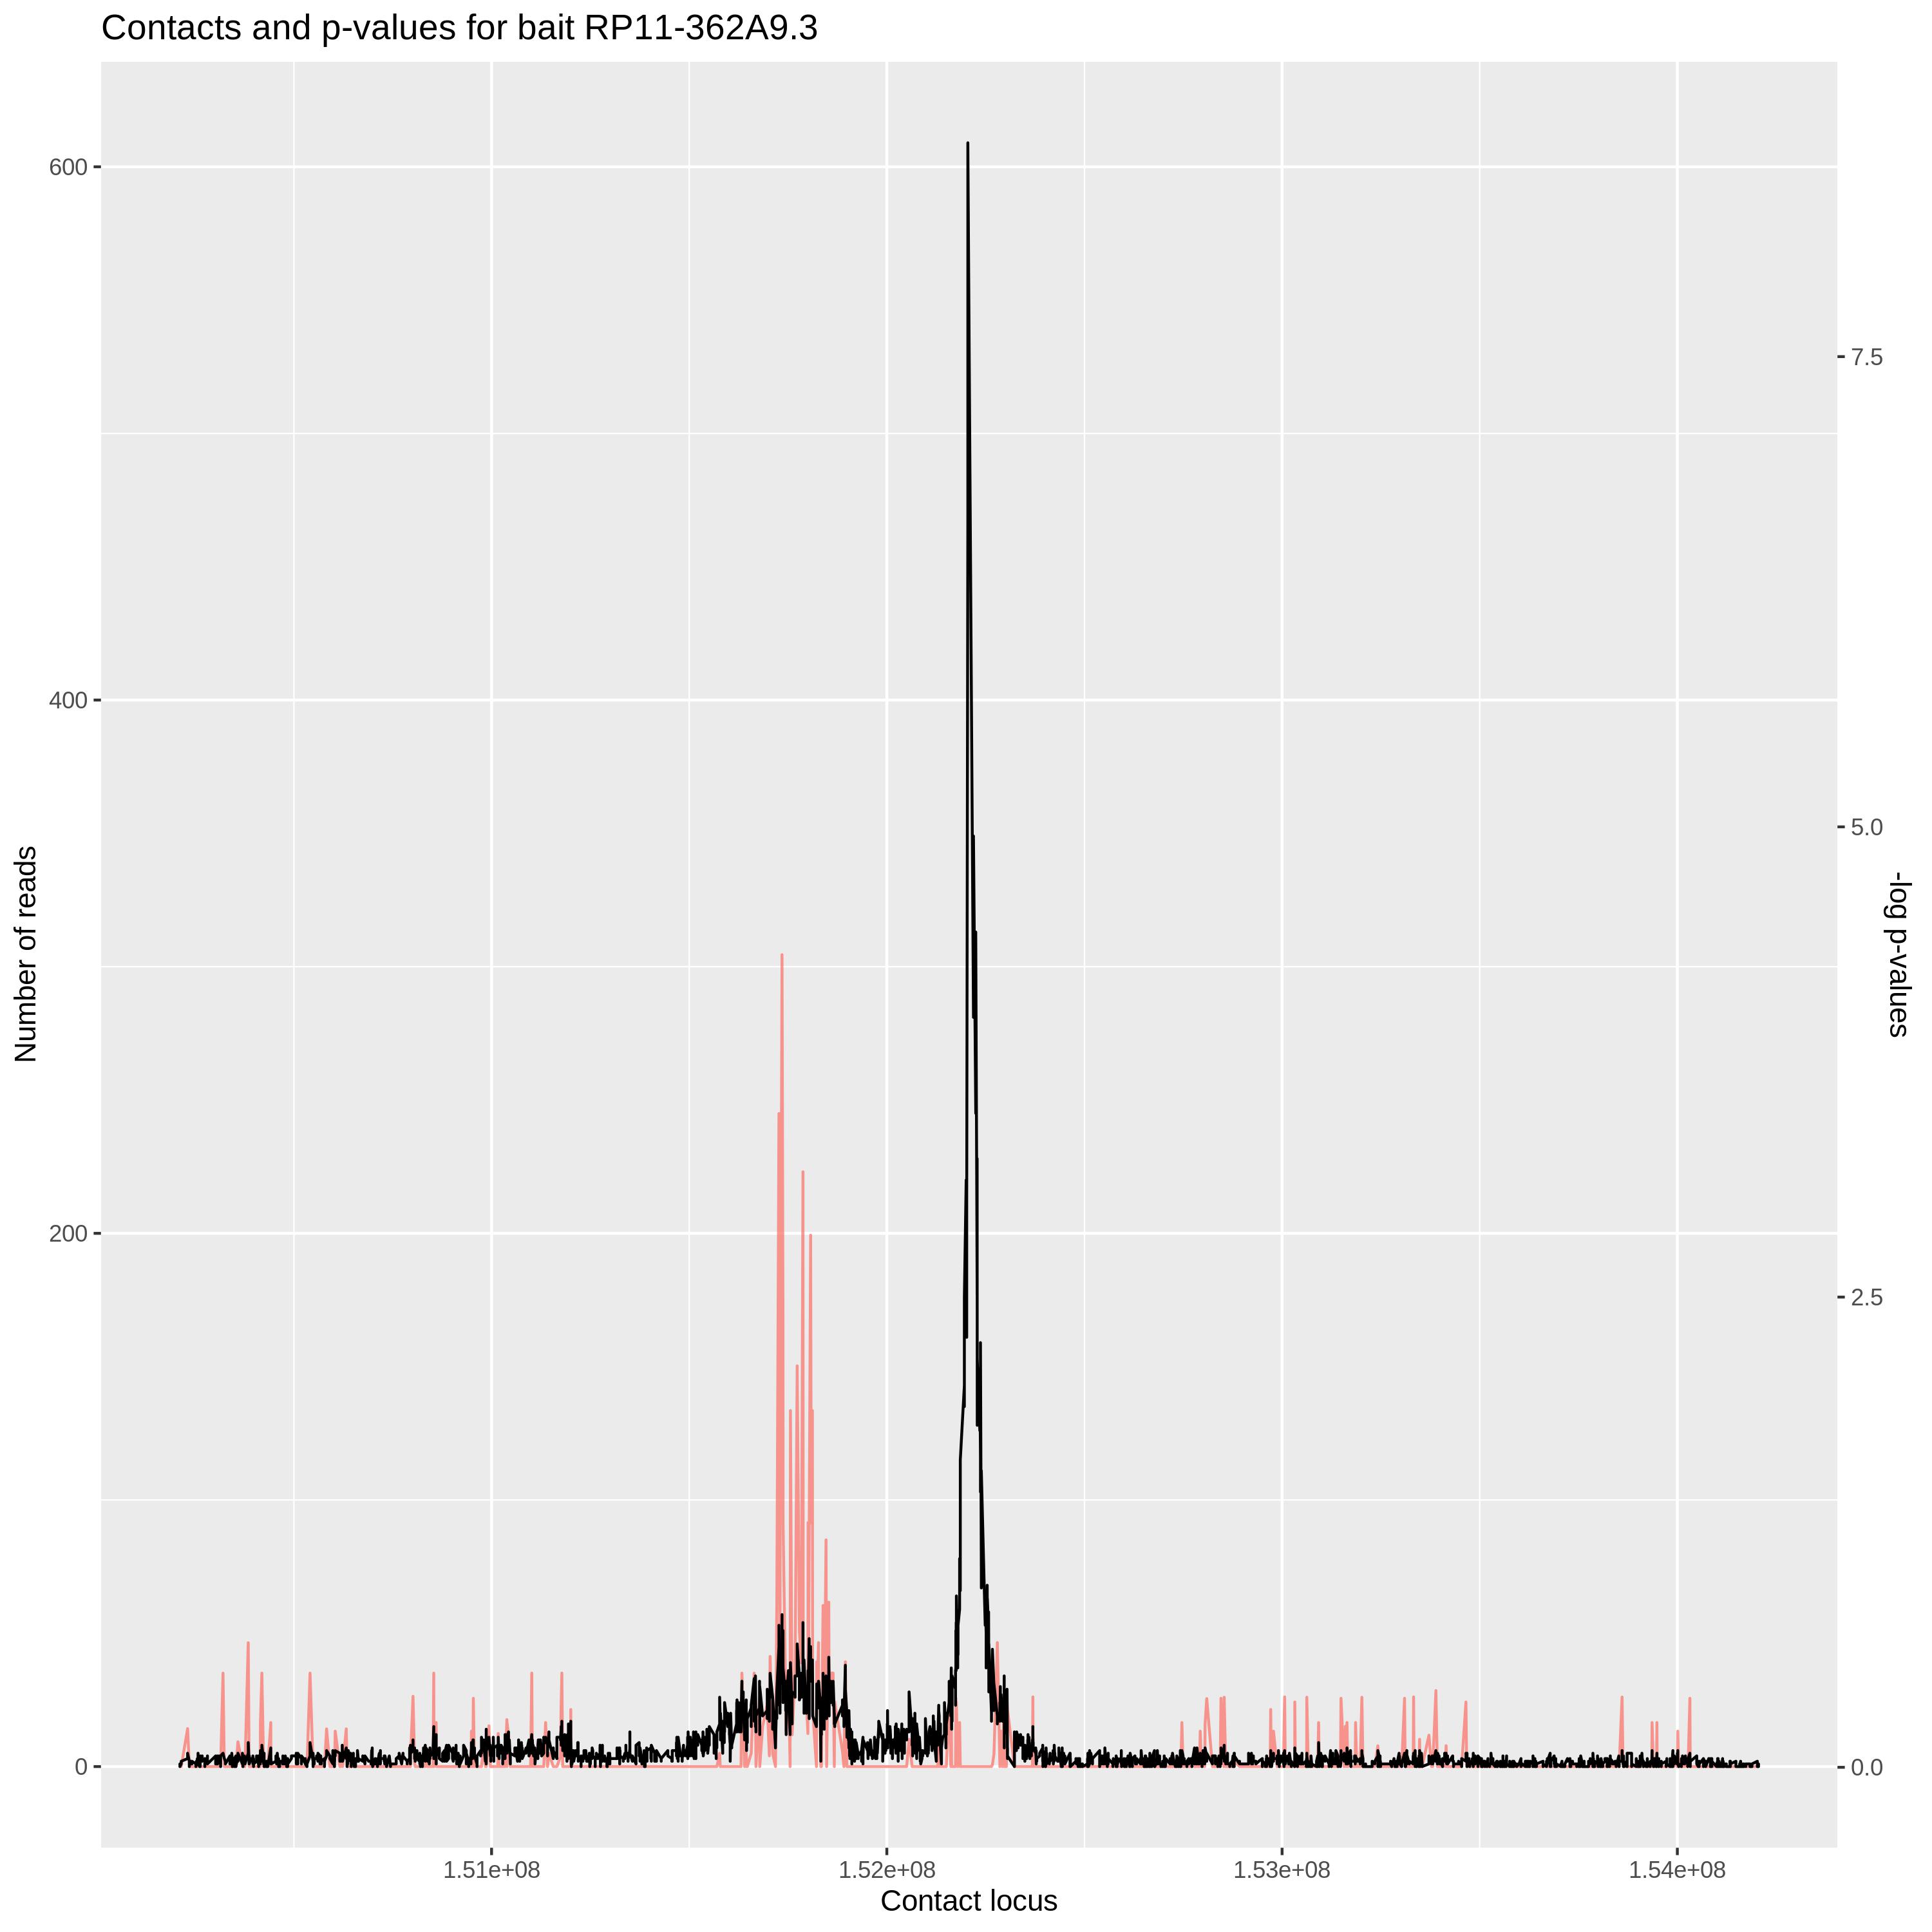 Contacts and p-values for bait RP11-362A9.3
600
400
200
0
Number of reads
7.5
5.0
2.5
0.0
-log p-values
1.51e+08
1.52e+08
1.53e+08
1.54e+08
Contact locus